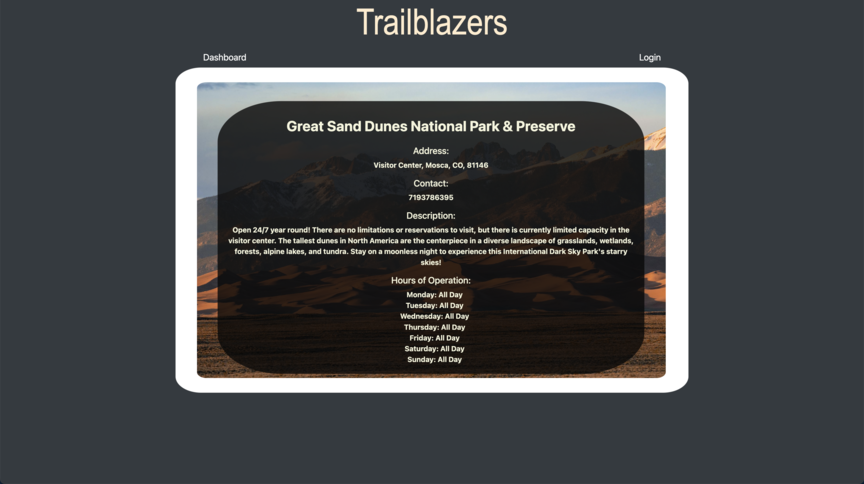 Trailblazers
Dashboard
Login
Great Sand Dunes National Park & Preserve
Address:
Visitor Center, Mosca, CO, 81146
Contact:
7193786395
Description:
Open 24/7 year round! There are no limitations or reservations to visit, but there is currently limited capacity in the
visitor center. The tallest dunes in North America are the centerpiece in a diverse landscape of grasslands, wetlands,
forests, alpine lakes, and tundra. Stay on a moonless night to experience this International Dark Sky Park's starry
skies!
Hours of Operation:
Monday: All Day
Tuesday: All Day
Wednesday: All Day
Thursday: All Day
Friday: All Day
Saturday: All Day
Sunday: All Day